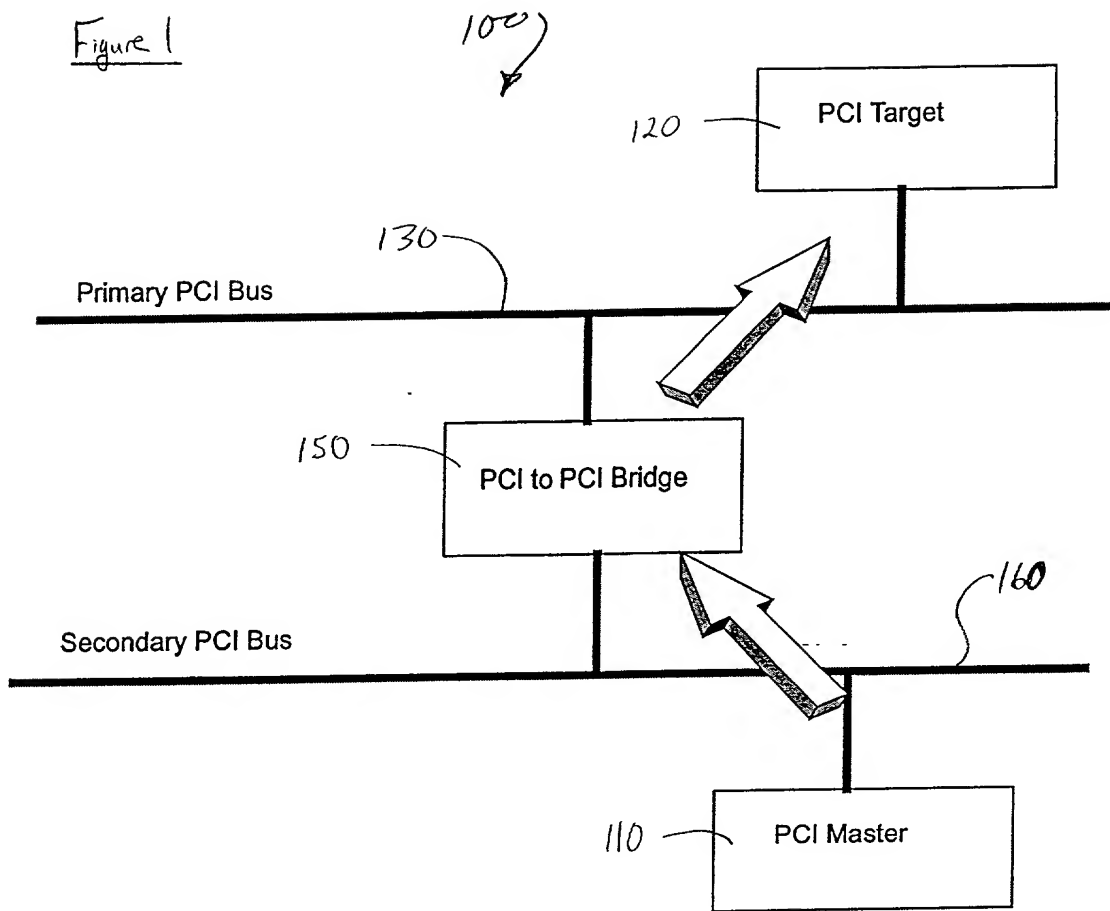 Figure 1
100
PCI Target
120
130
Primary PCI Bus
150
PCI to PCI Bridge
160
Secondary PCI Bus
110
PCI Master